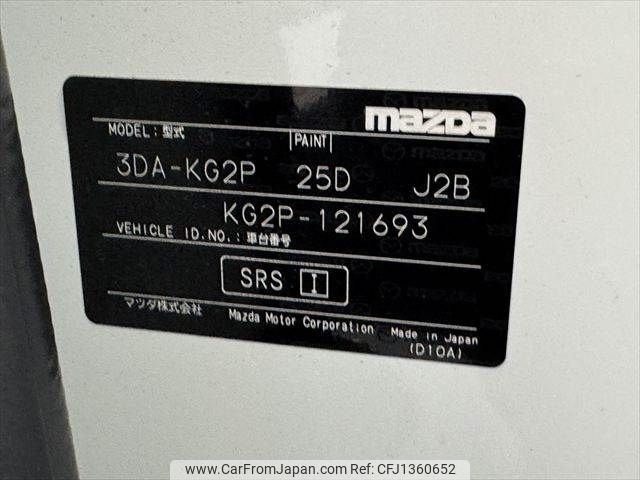 mazda
MODEL: 型式 PAINT
3DA-KG2P 25D J2B
KG2P-121693
VEHICLE ID.NO.: 車台番号
SRS I
マツダ株式会社 Mazda Motor Corporation Made in Japan
(D10A)
www.CarFromJapan.com - CFJ1360652